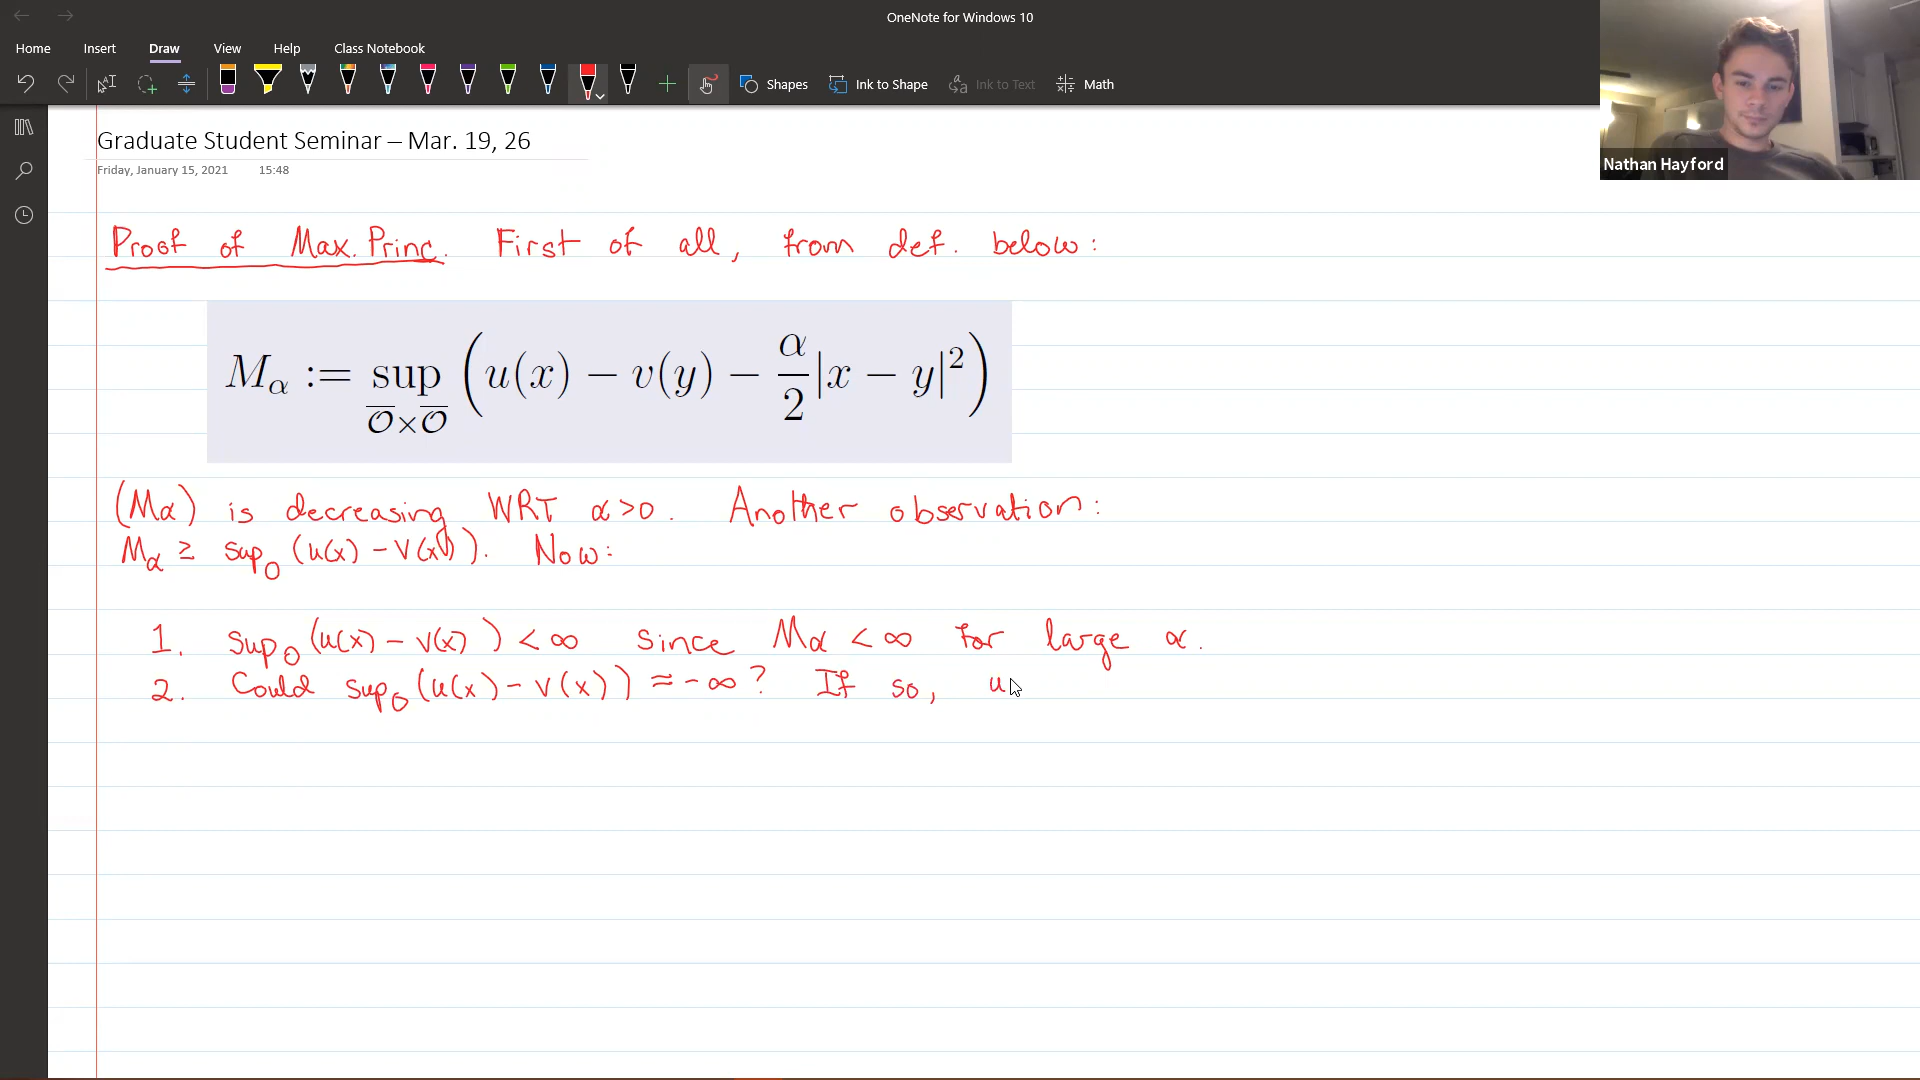 OneNote for Windows 10
Home Insert Draw View Help Class Notebook
Shapes Ink to Shape Ink to Text Math
Nathan Hayford
Graduate Student Seminar – Mar. 19, 26
Friday, January 15, 2021 15:48
Proof of Max. Princ. First of all, from def. below:
M_α := sup_{\overline{𝒪}×\overline{𝒪}} (u(x) − v(y) − α/2 |x − y|²)
(Mα) is decreasing WRT α>0. Another observation:
Mα ≥ sup_O (u(x) - v(x)). Now:
1. sup_O (u(x) - v(x)) < ∞ since Mα < ∞ for large α.
2. Could sup_O (u(x) - v(x)) ≈ -∞? If so, u